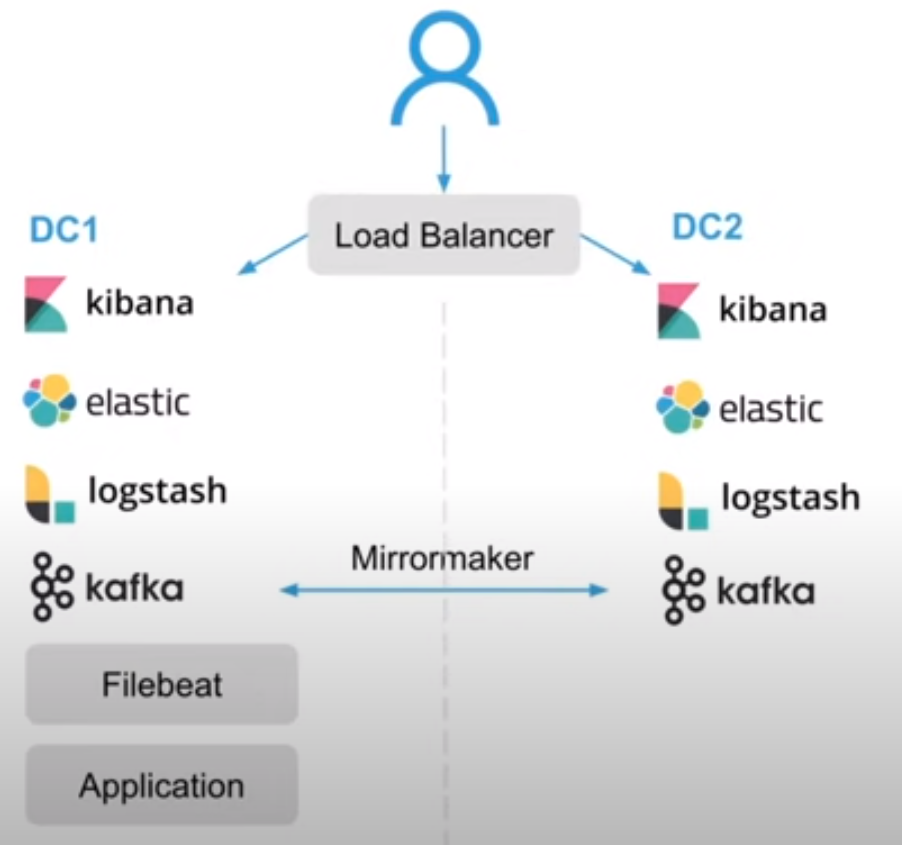 DC1
Load Balancer
DC2
kibana
kibana
elastic
elastic
logstash
logstash
Mirrormaker
kafka
kafka
Filebeat
Application